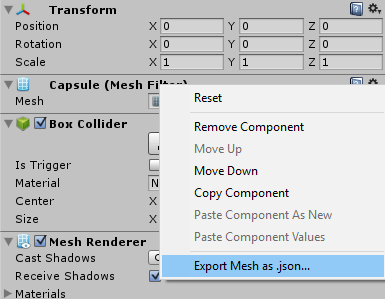 Transform
Position X 0 Y 0 Z 0
Rotation X 0 Y 0 Z 0
Scale X 1 Y 1 Z 1
Capsule (Mesh Filter)
Mesh
Reset
Box Collider
Remove Component
Move Up
Is Trigger
Move Down
Material N
Copy Component
Center X
Paste Component As New
Size X
Paste Component Values
Mesh Renderer
Cast Shadows
Export Mesh as .json...
Receive Shadows
Materials